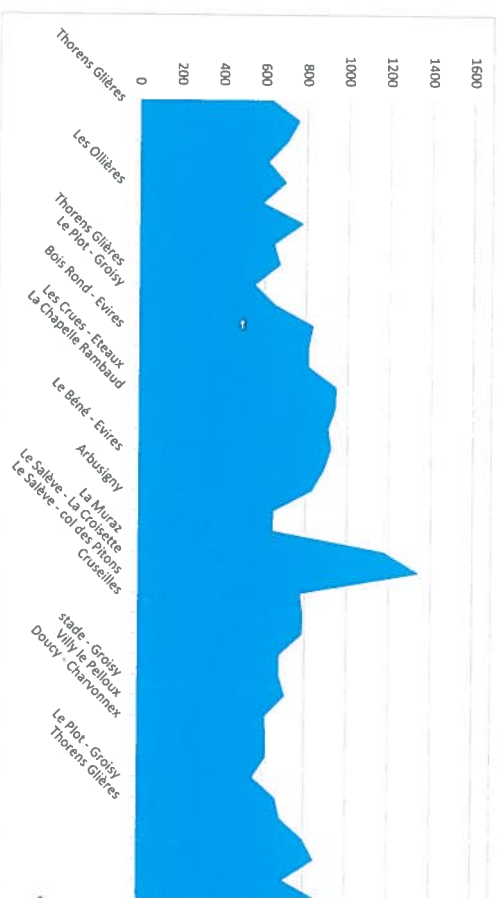 1600
1400
1200
1000
800
600
400
200
0
Thorens Glières
Les Ollières
Thorens Glières
Le Plot - Groisy
Bois Rond - Evires
Les Crues - Eteaux
La Chapelle Rambaud
Le Béné - Evires
Arbusigny
La Muraz
Le Salève - La Croisette
Le Salève - col des Pitons
Cruseilles
stade - Groisy
Villy le Pelloux
Doucy - Charvonnex
Le Plot - Groisy
Thorens Glières